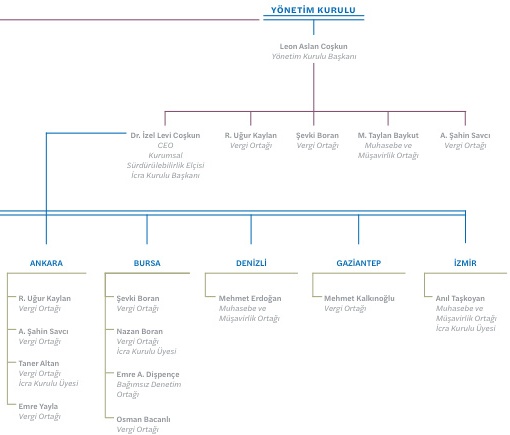 YÖNETİM KURULU
Leon Aslan Coşkun
Yönetim Kurulu Başkanı
Dr. İzel Levi Coşkun
CEO
Kurumsal
Sürdürülebilirlik Elçisi
İcra Kurulu Başkanı
R. Uğur Kaylan
Vergi Ortağı
Şevki Boran
Vergi Ortağı
M. Taylan Baykut
Muhasebe ve
Müşavirlik Ortağı
A. Şahin Savcı
Vergi Ortağı
ANKARA
R. Uğur Kaylan
Vergi Ortağı
A. Şahin Savcı
Vergi Ortağı
Taner Altan
Vergi Ortağı
İcra Kurulu Üyesi
Emre Yayla
Vergi Ortağı
BURSA
Şevki Boran
Vergi Ortağı
Nazan Boran
Vergi Ortağı
İcra Kurulu Üyesi
Emre A. Dişpençe
Bağımsız Denetim
Ortağı
Osman Bacanlı
Vergi Ortağı
DENİZLİ
Mehmet Erdoğan
Muhasebe ve
Müşavirlik Ortağı
GAZİANTEP
Mehmet Kalkınoğlu
Vergi Ortağı
İZMİR
Anıl Taşkoyan
Muhasebe ve
Müşavirlik Ortağı
İcra Kurulu Üyesi